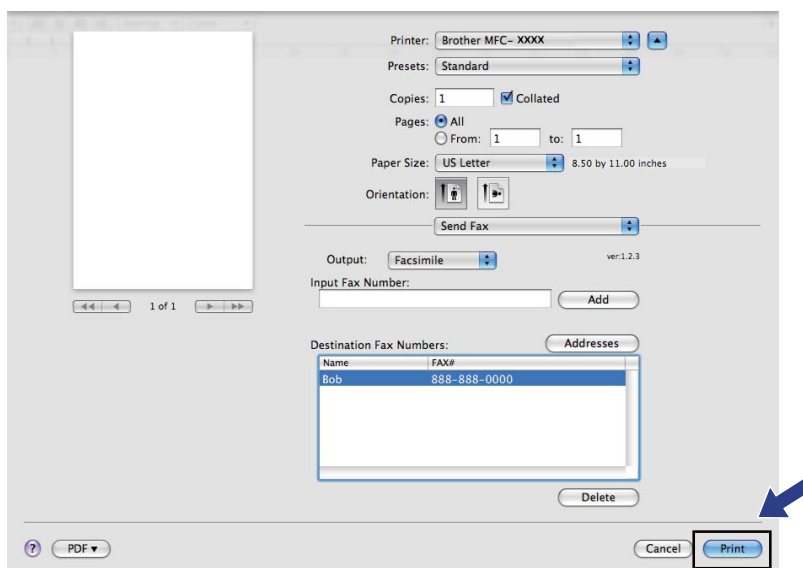 Printer: Brother MFC- XXXX
Presets: Standard
Copies: 1 Collated
Pages: All
From: 1 to: 1
Paper Size: US Letter 8.50 by 11.00 inches
Orientation:
Send Fax
Output: Facsimile ver:1.2.3
Input Fax Number:
Add
1 of 1
Destination Fax Numbers: Addresses
Name FAX#
Bob 888-888-0000
Delete
? PDF▼ Cancel Print